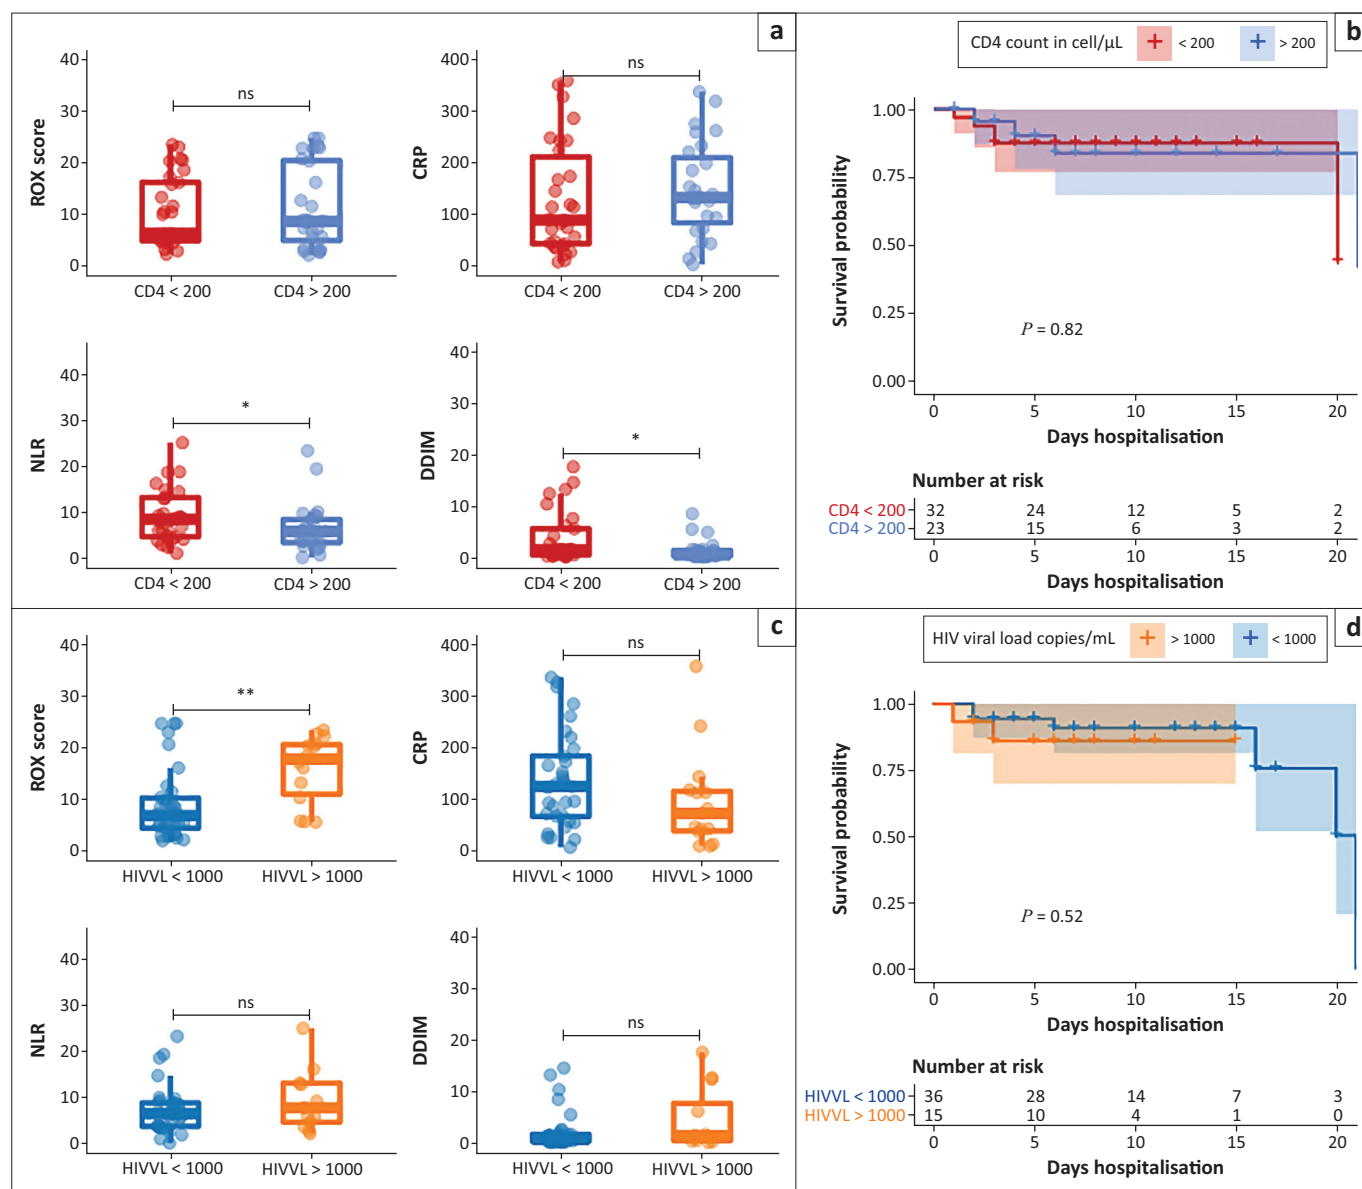 a
40
30
20
10
0
ROX score
ns
CD4 < 200
CD4 > 200
400
300
200
100
0
CRP
ns
CD4 < 200
CD4 > 200
40
30
20
10
0
NLR
*
CD4 < 200
CD4 > 200
40
30
20
10
0
DDIM
*
CD4 < 200
CD4 > 200
b
CD4 count in cell/µL < 200 > 200
1.00
0.75
0.50
0.25
0.00
Survival probability
P = 0.82
0 5 10 15 20
Days hospitalisation
Number at risk
CD4 < 200 32 24 12 5 2
CD4 > 200 23 15 6 3 2
0 5 10 15 20
Days hospitalisation
c
40
30
20
10
0
ROX score
**
HIVVL < 1000
HIVVL > 1000
400
300
200
100
0
CRP
ns
HIVVL < 1000
HIVVL > 1000
40
30
20
10
0
NLR
ns
HIVVL < 1000
HIVVL > 1000
40
30
20
10
0
DDIM
ns
HIVVL < 1000
HIVVL > 1000
d
HIV viral load copies/mL > 1000 < 1000
1.00
0.75
0.50
0.25
0.00
Survival probability
P = 0.52
0 5 10 15 20
Days hospitalisation
Number at risk
HIVVL < 1000 36 28 14 7 3
HIVVL > 1000 15 10 4 1 0
0 5 10 15 20
Days hospitalisation